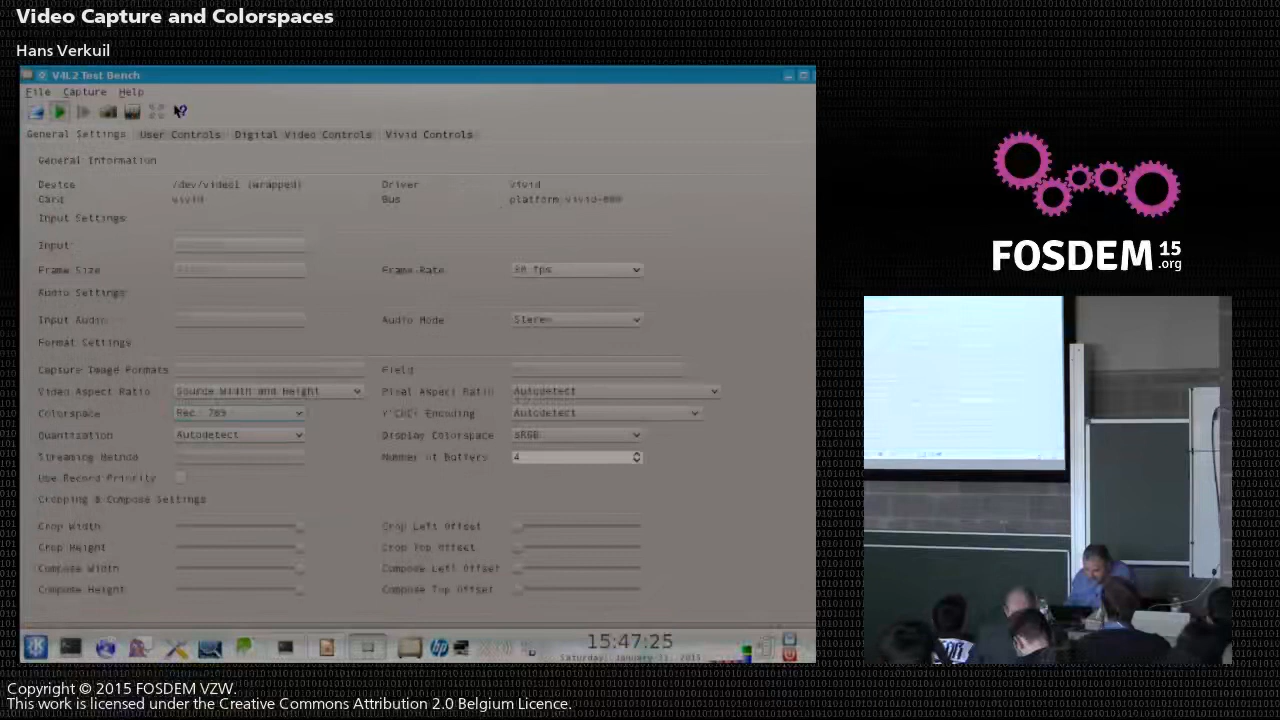 Video Capture and Colorspaces
Hans Verkuil
V4L2 Test Bench
File Capture Help
General Settings User Controls Digital Video Controls Vivid Controls
General Information
Device /dev/video1 (wrapped) Driver vivid
Card vivid Bus platform:vivid-000
Input Settings
Input
Frame Size Frame Rate 30 fps
Audio Settings
Input Audio Audio Mode Stereo
Format Settings
Capture Image Formats Field
Video Aspect Ratio Source Width and Height Pixel Aspect Ratio Autodetect
Colorspace Rec. 709 Y'CbCr Encoding Autodetect
Quantization Autodetect Display Colorspace sRGB
Streaming Method Number of Buffers 4
Use Record Priority
Cropping & Compose Settings
Crop Width Crop Left Offset
Crop Height Crop Top Offset
Compose Width Compose Left Offset
Compose Height Compose Top Offset
15:47:25
Saturday, January 31, 2015
FOSDEM 15
.org
Copyright © 2015 FOSDEM VZW.
This work is licensed under the Creative Commons Attribution 2.0 Belgium Licence.